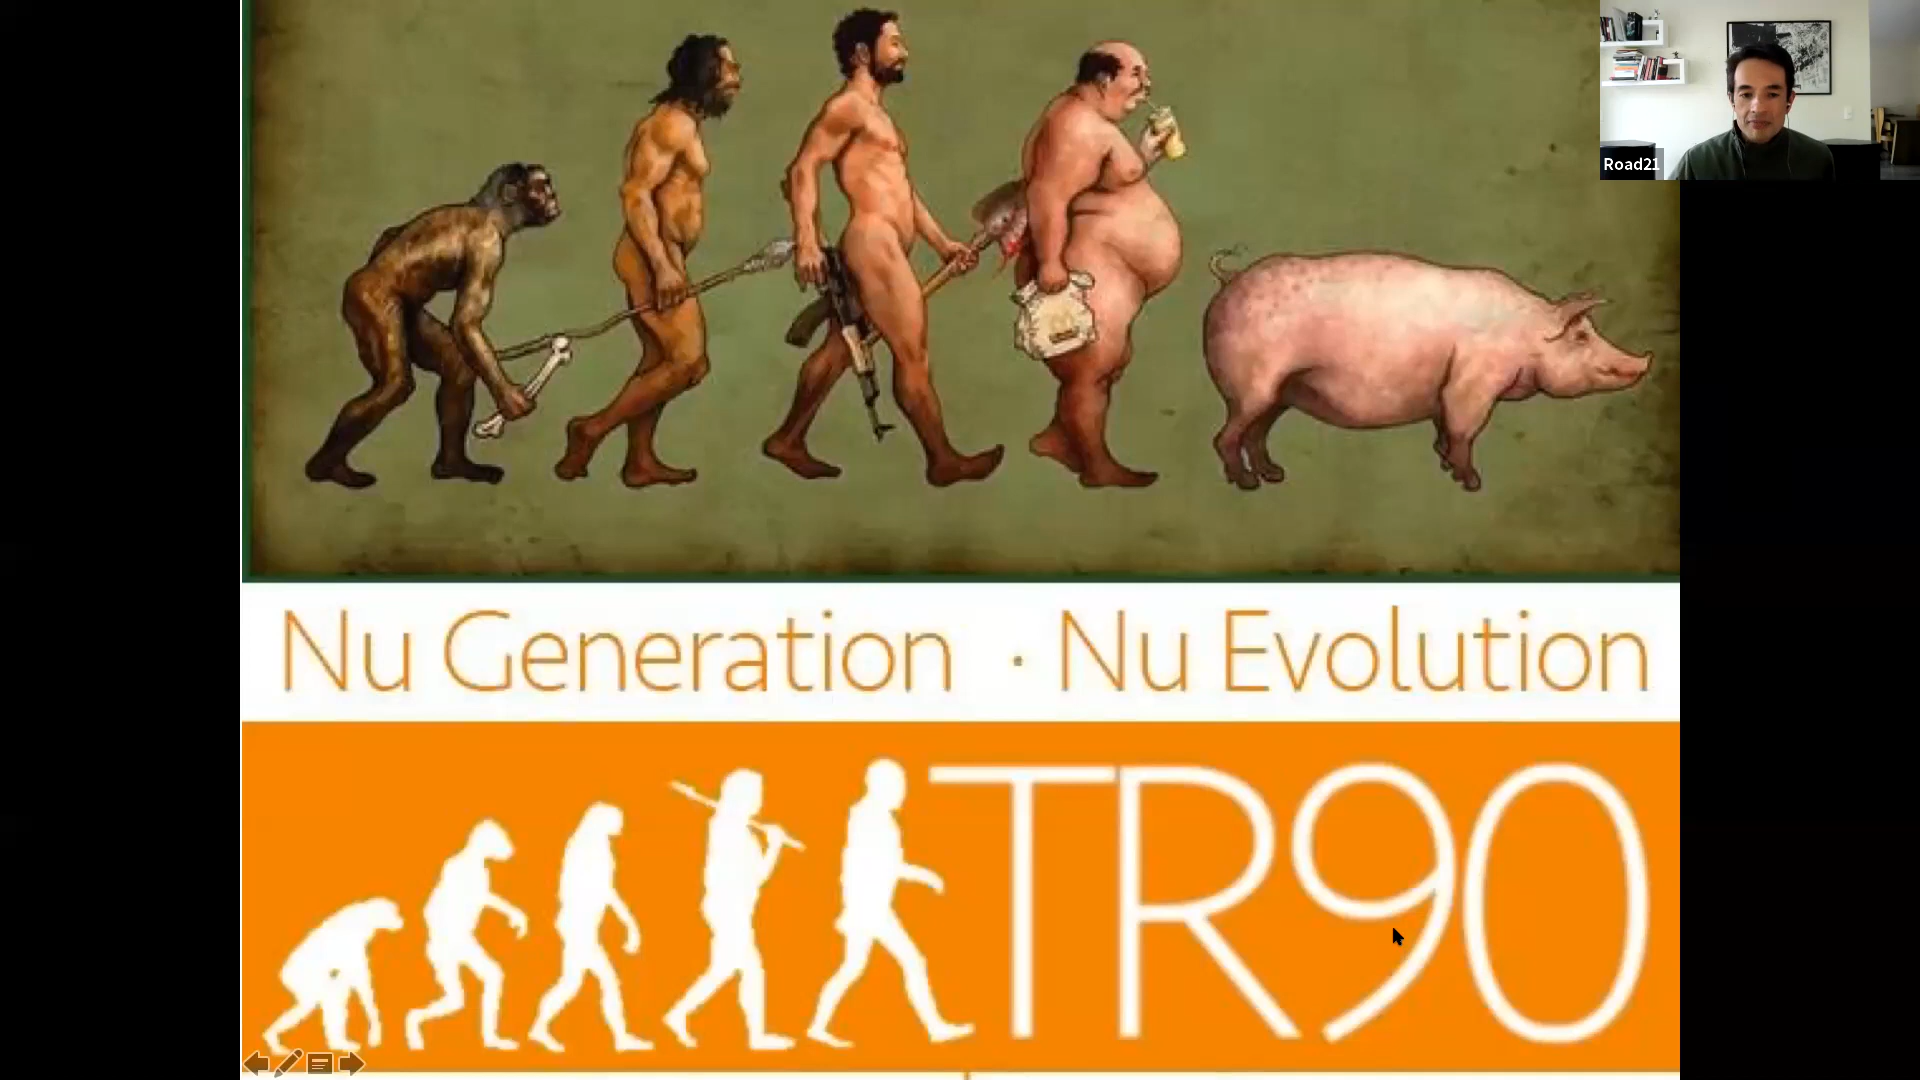 Road21
Nu Generation · Nu Evolution
TR90